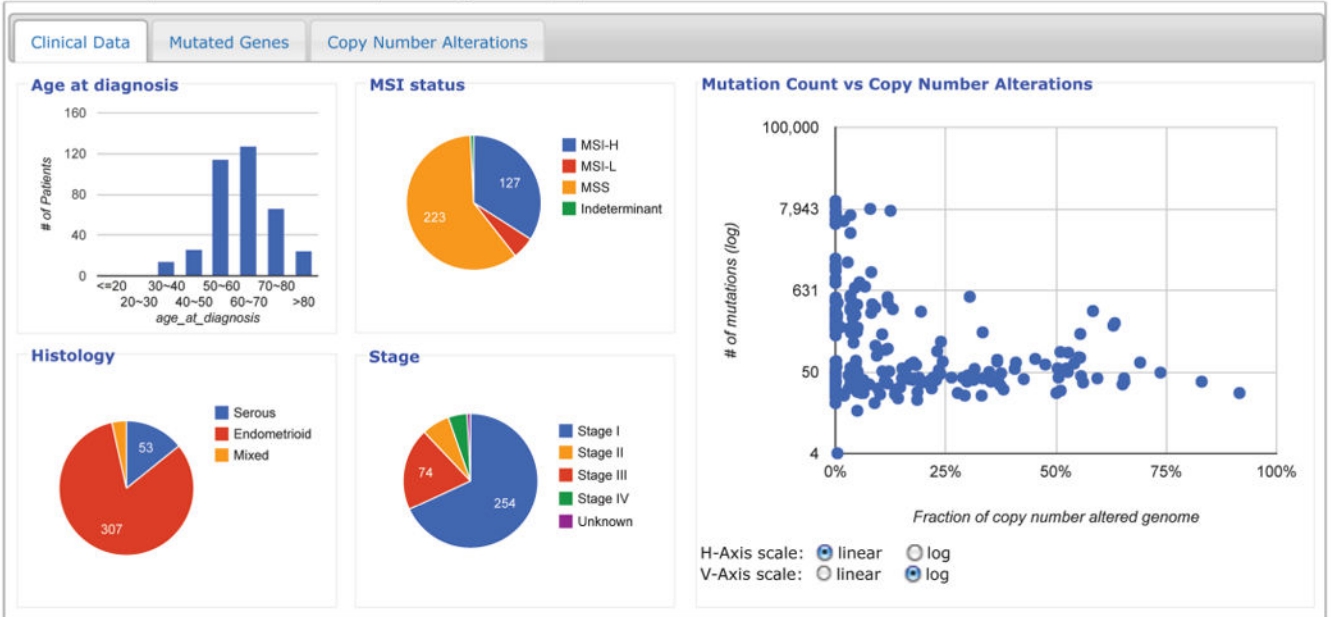 Clinical Data
Mutated Genes
Copy Number Alterations
Age at diagnosis
160
120
80
40
0
# of Patients
<=20 30~40 50~60 70~80
20~30 40~50 60~70 >80
age_at_diagnosis
MSI status
127
223
MSI-H
MSI-L
MSS
Indeterminant
Histology
53
307
Serous
Endometrioid
Mixed
Stage
74
254
Stage I
Stage II
Stage III
Stage IV
Unknown
Mutation Count vs Copy Number Alterations
100,000
7,943
631
50
4
# of mutations (log)
0% 25% 50% 75% 100%
Fraction of copy number altered genome
H-Axis scale: linear log
V-Axis scale: linear log